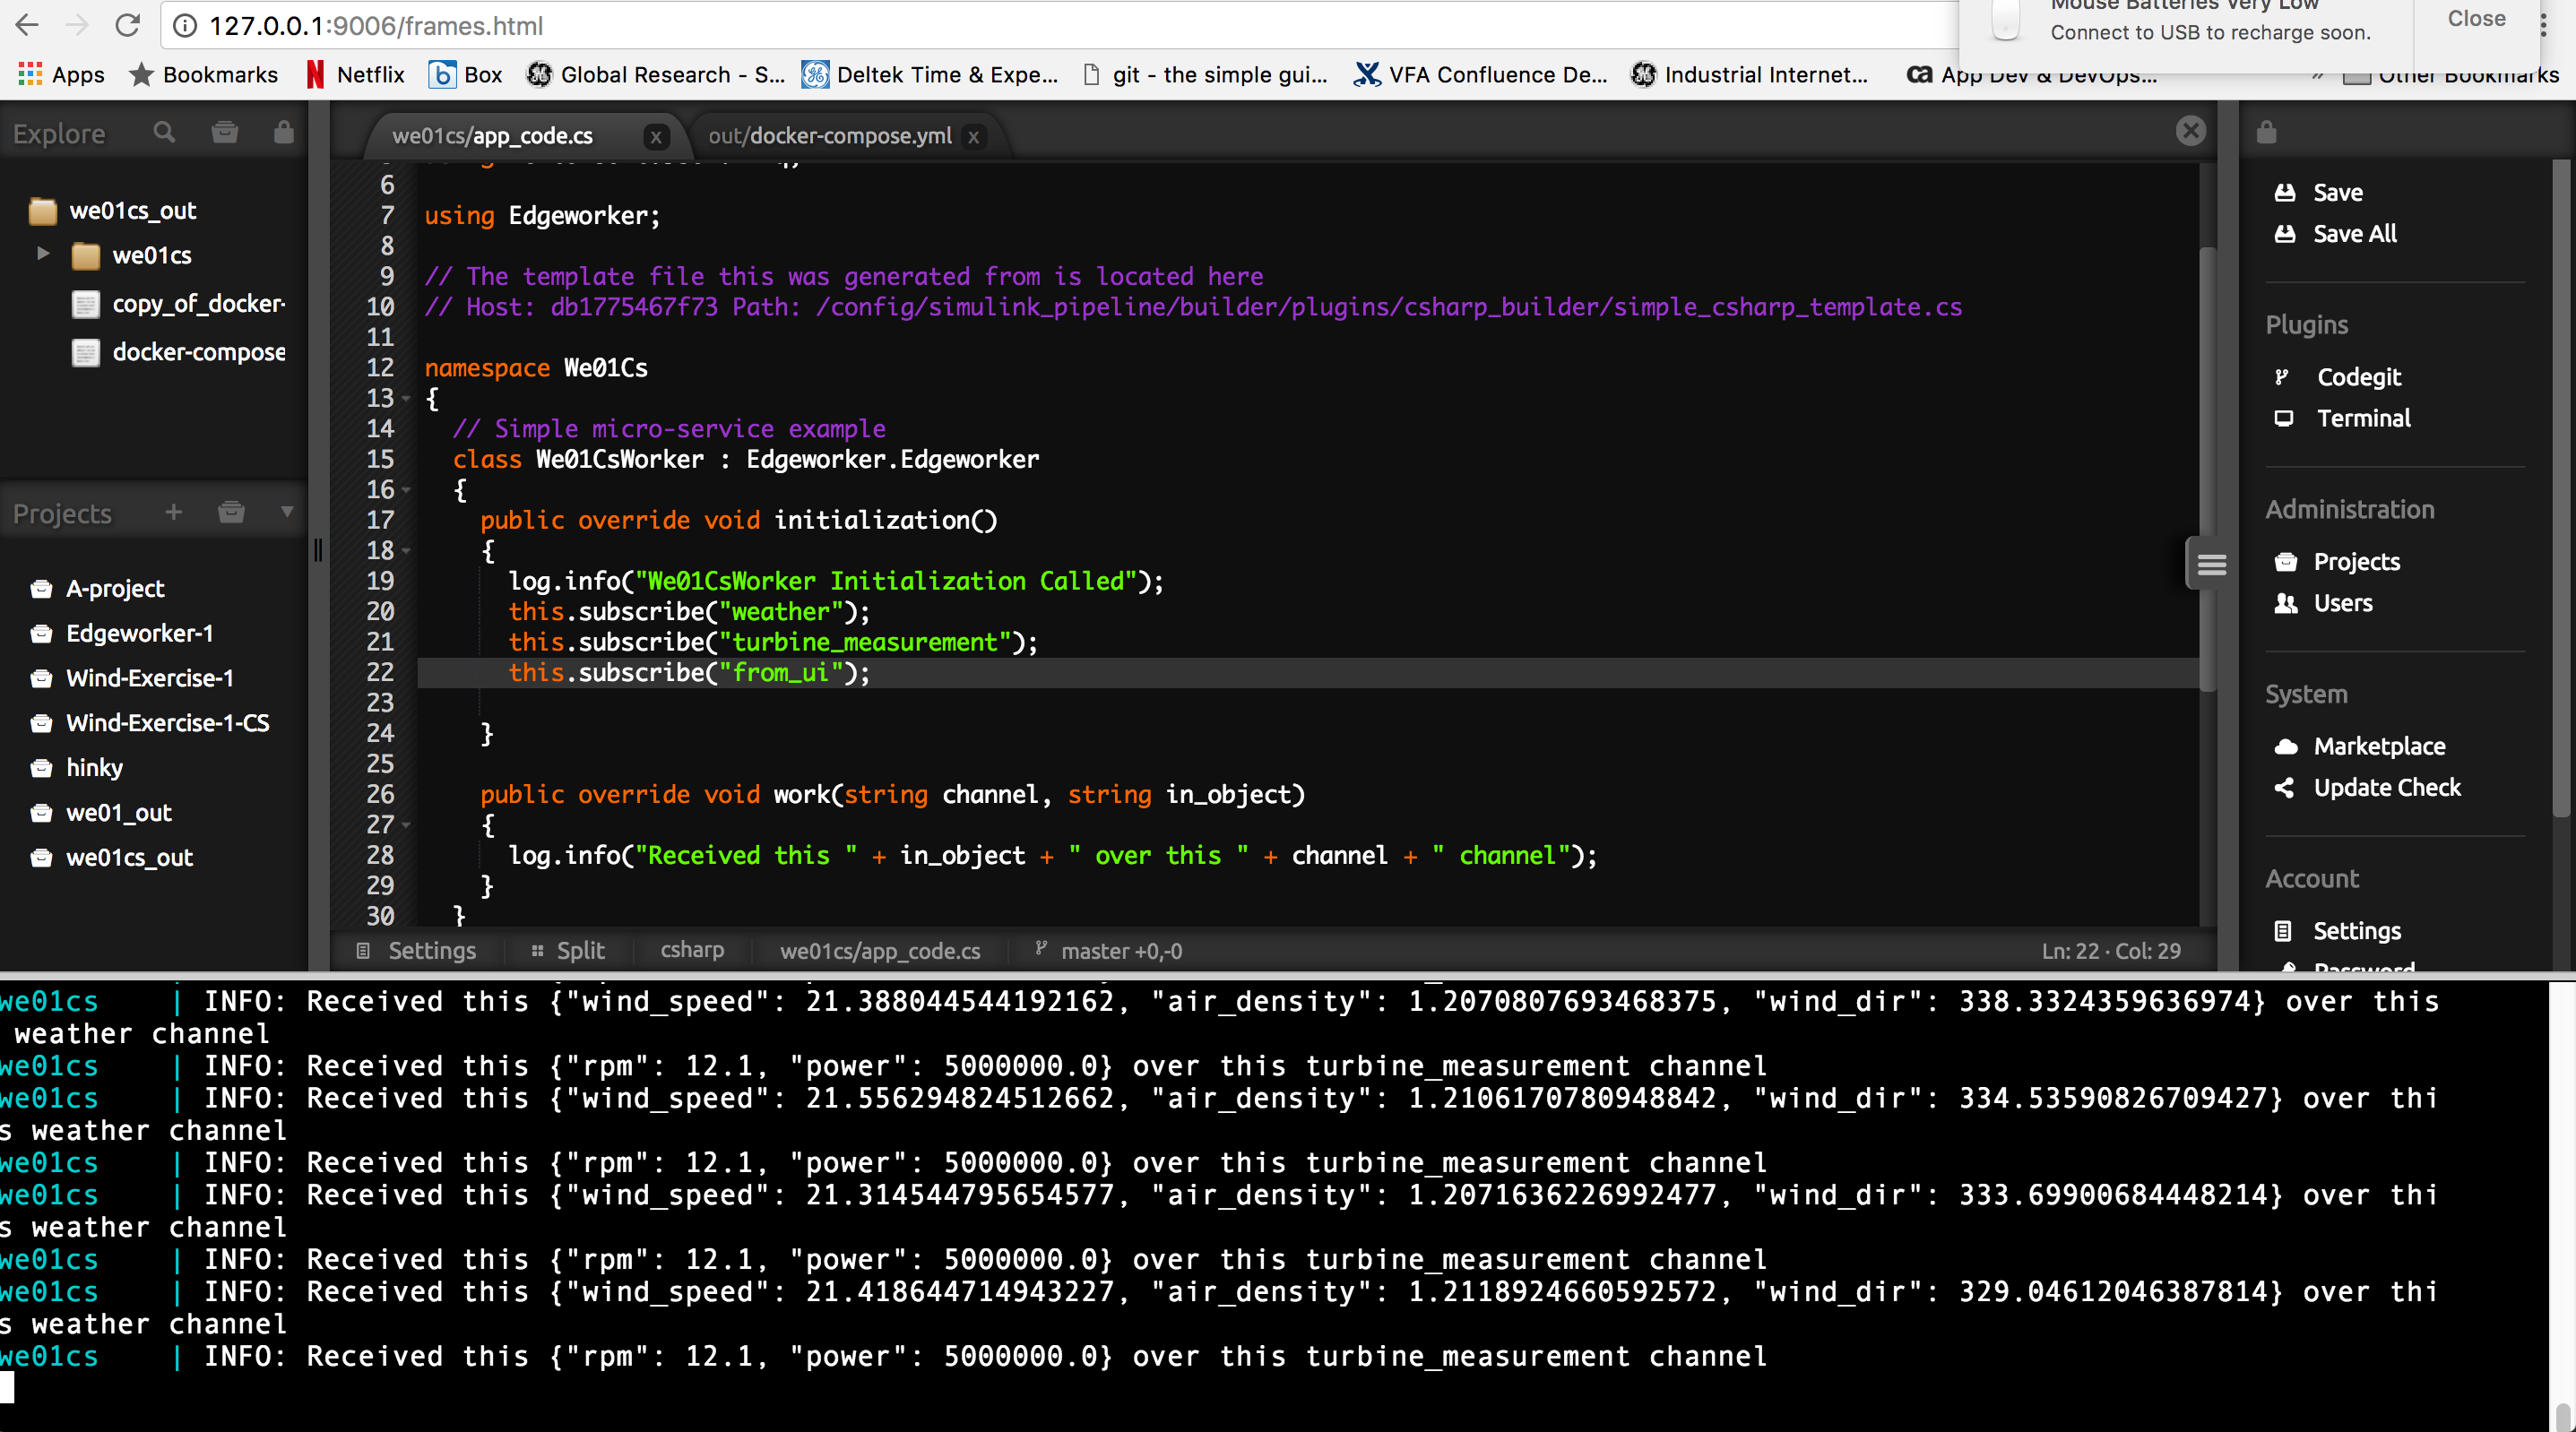 127.0.0.1:9006/frames.html
Mouse Batteries Very Low
Connect to USB to recharge soon.
Close
Apps Bookmarks Netflix Box Global Research - S... Deltek Time & Expe... git - the simple gui... VFA Confluence De... Industrial Internet... App Dev & DevOps... » Other Bookmarks
Explore
we01cs_out
we01cs
copy_of_docker-
docker-compose
Projects
A-project
Edgeworker-1
Wind-Exercise-1
Wind-Exercise-1-CS
hinky
we01_out
we01cs_out
we01cs/app_code.cs x out/docker-compose.yml x
6
7 using Edgeworker;
8
9 // The template file this was generated from is located here
10 // Host: db1775467f73 Path: /config/simulink_pipeline/builder/plugins/csharp_builder/simple_csharp_template.cs
11
12 namespace We01Cs
13 {
14 // Simple micro-service example
15 class We01CsWorker : Edgeworker.Edgeworker
16 {
17 public override void initialization()
18 {
19 log.info("We01CsWorker Initialization Called");
20 this.subscribe("weather");
21 this.subscribe("turbine_measurement");
22 this.subscribe("from_ui");
23
24 }
25
26 public override void work(string channel, string in_object)
27 {
28 log.info("Received this " + in_object + " over this " + channel + " channel");
29 }
30 }
Settings Split csharp we01cs/app_code.cs master +0,-0 Ln: 22 · Col: 29
Save
Save All
Plugins
Codegit
Terminal
Administration
Projects
Users
System
Marketplace
Update Check
Account
Settings
Password
we01cs | INFO: Received this {"wind_speed": 21.388044544192162, "air_density": 1.2070807693468375, "wind_dir": 338.3324359636974} over this
weather channel
we01cs | INFO: Received this {"rpm": 12.1, "power": 5000000.0} over this turbine_measurement channel
we01cs | INFO: Received this {"wind_speed": 21.556294824512662, "air_density": 1.2106170780948842, "wind_dir": 334.53590826709427} over thi
s weather channel
we01cs | INFO: Received this {"rpm": 12.1, "power": 5000000.0} over this turbine_measurement channel
we01cs | INFO: Received this {"wind_speed": 21.314544795654577, "air_density": 1.2071636226992477, "wind_dir": 333.69900684448214} over thi
s weather channel
we01cs | INFO: Received this {"rpm": 12.1, "power": 5000000.0} over this turbine_measurement channel
we01cs | INFO: Received this {"wind_speed": 21.418644714943227, "air_density": 1.2118924660592572, "wind_dir": 329.04612046387814} over thi
s weather channel
we01cs | INFO: Received this {"rpm": 12.1, "power": 5000000.0} over this turbine_measurement channel